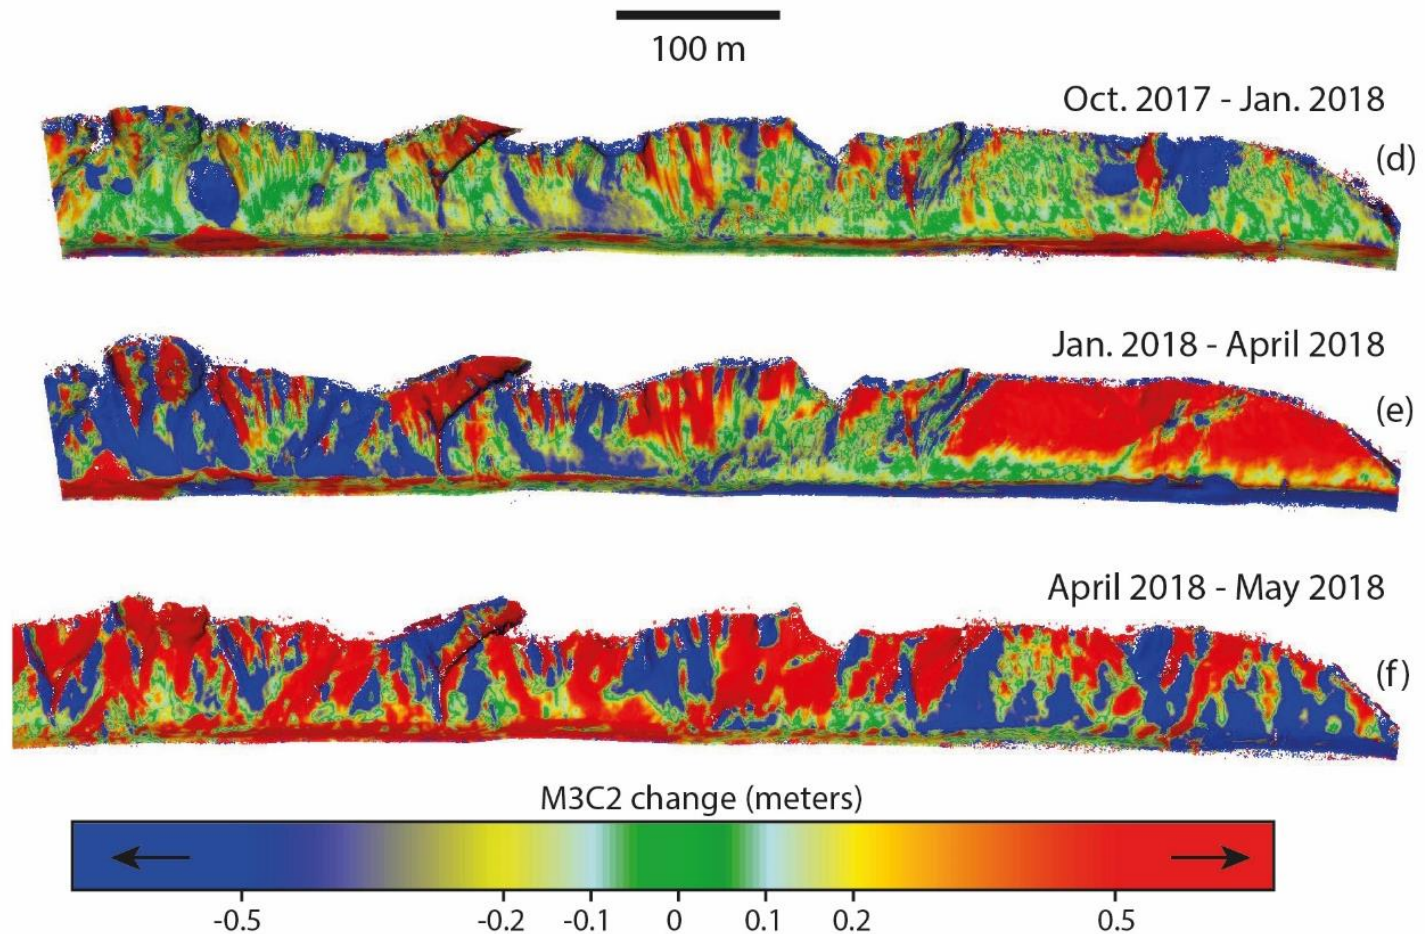 100 m
Oct. 2017 - Jan. 2018
(d)
Jan. 2018 - April 2018
(e)
April 2018 - May 2018
(f)
M3C2 change (meters)
-0.5 -0.2 -0.1 0 0.1 0.2 0.5